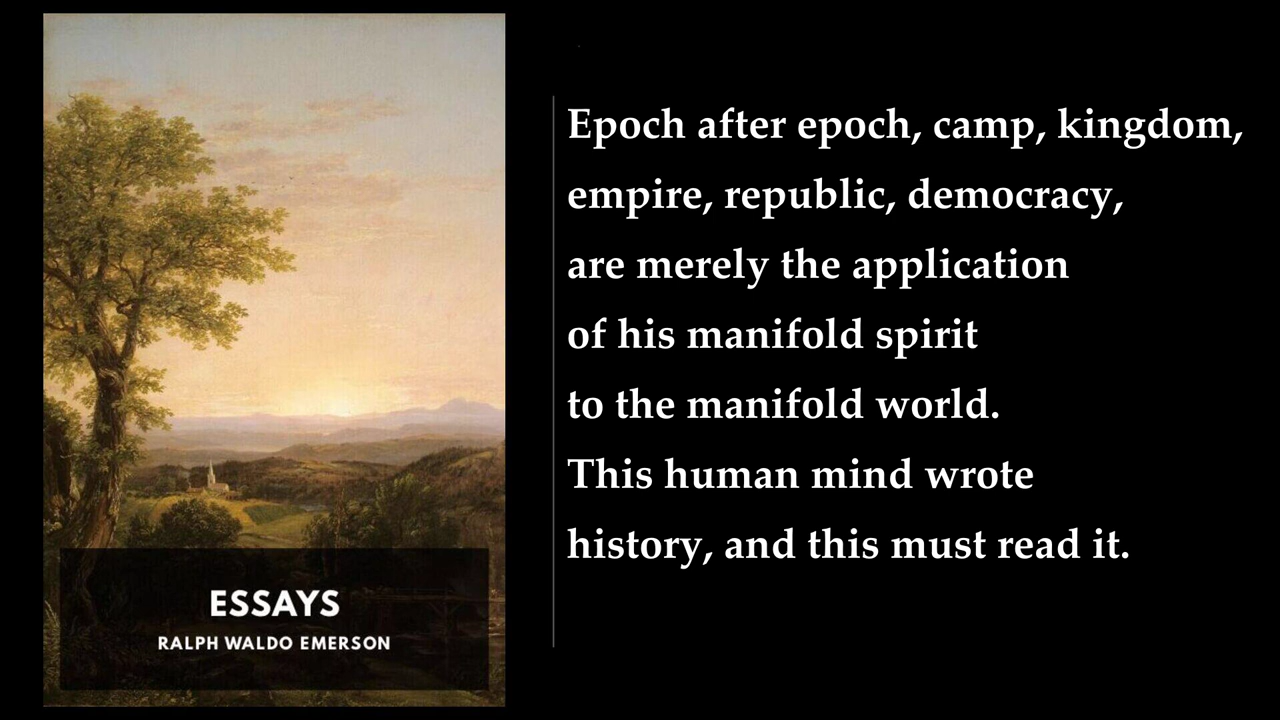 ESSAYS
RALPH WALDO EMERSON
Epoch after epoch, camp, kingdom,
empire, republic, democracy,
are merely the application
of his manifold spirit
to the manifold world.
This human mind wrote
history, and this must read it.